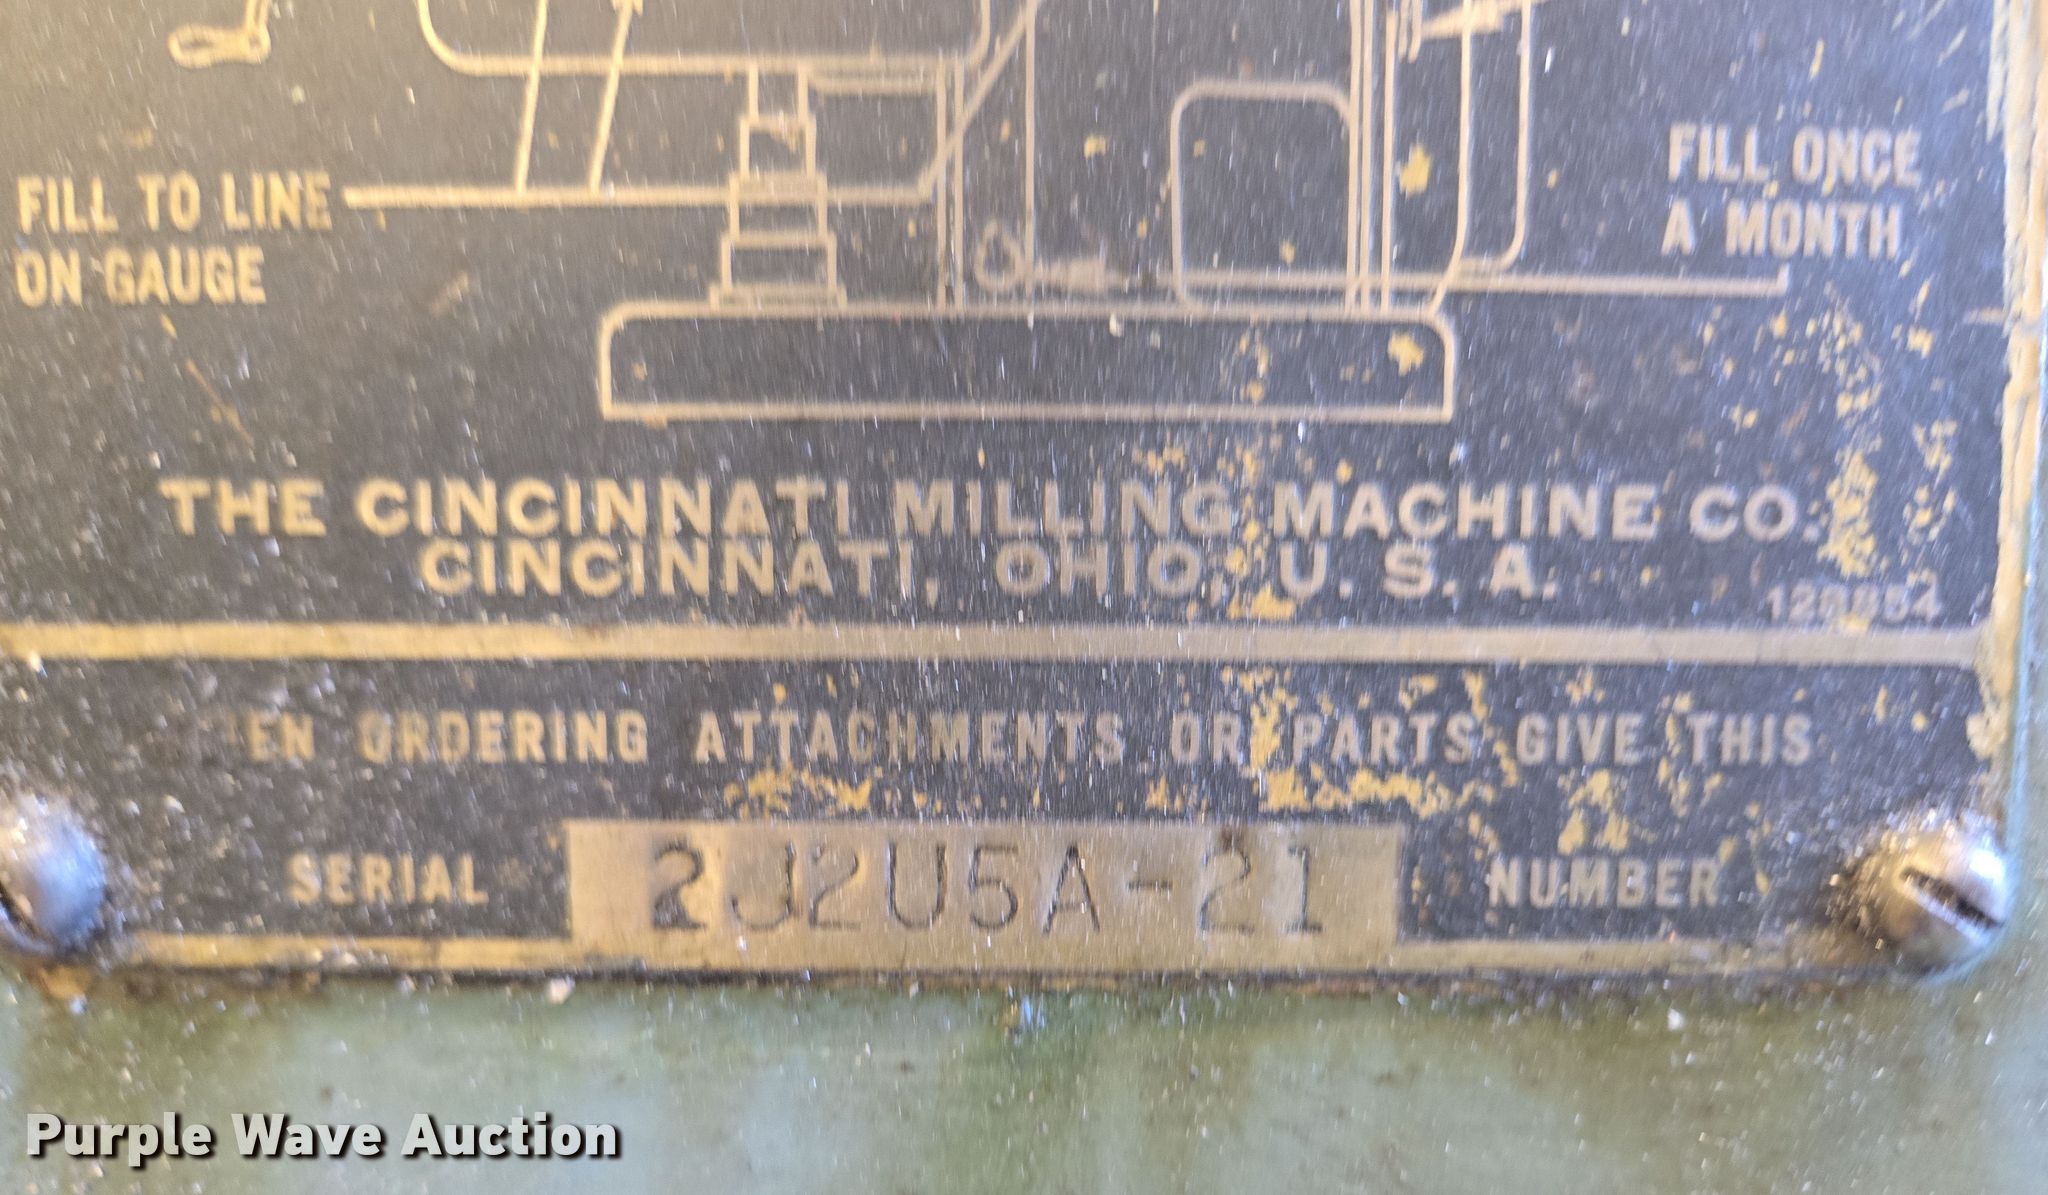 FILL TO LINE
ON GAUGE
FILL ONCE
A MONTH
THE CINCINNATI MILLING MACHINE CO.
CINCINNATI, OHIO, U.S.A.
EN ORDERING ATTACHMENTS OR PARTS GIVE THIS
SERIAL 2J2U5A-21 NUMBER
Purple Wave Auction